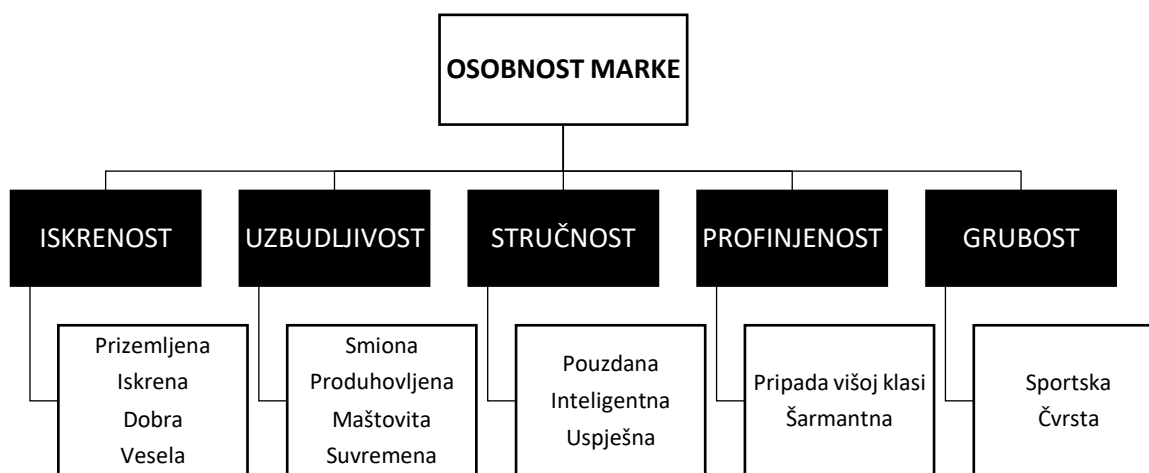 OSOBNOST MARKE
ISKRENOST
UZBUDLJIVOST
STRUČNOST
PROFINJENOST
GRUBOST
Prizemljena
Iskrena
Dobra
Vesela
Smiona
Produhovljena
Maštovita
Suvremena
Pouzdana
Inteligentna
Uspješna
Pripada višoj klasi
Šarmantna
Sportska
Čvrsta